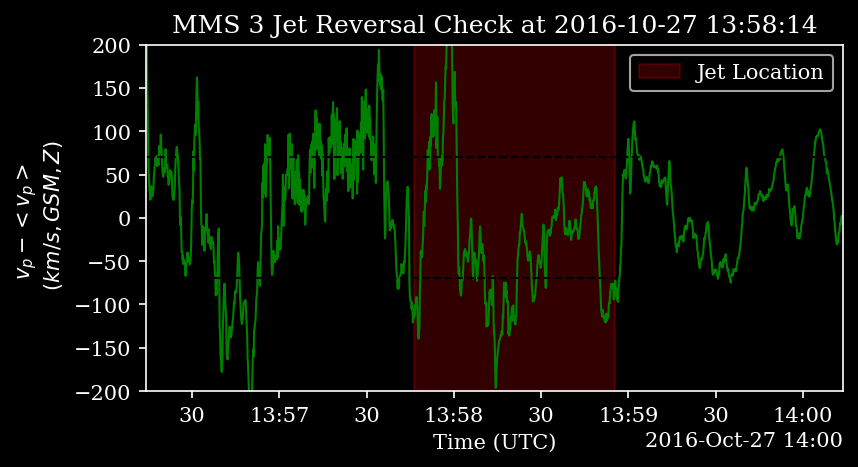 MMS 3 Jet Reversal Check at 2016-10-27 13:58:14
Jet Location
v_p − <v_p>
(km/s, GSM, Z)
200
150
100
50
0
−50
−100
−150
−200
30 13:57 30 13:58 30 13:59 30 14:00
Time (UTC)
2016-Oct-27 14:00